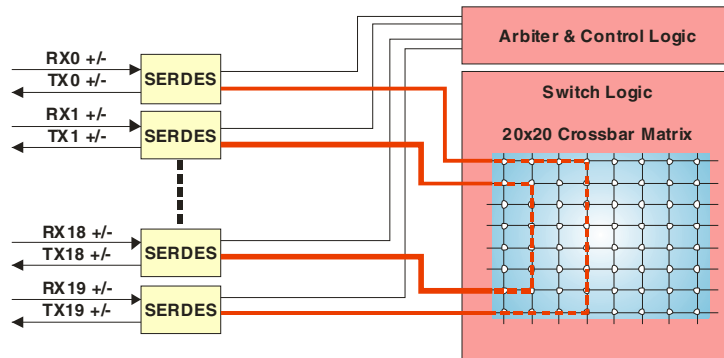 Arbiter & Control Logic
RX0 +/-
TX0 +/-
SERDES
Switch Logic
RX1 +/-
TX1 +/-
SERDES
20x20 Crossbar Matrix
RX18 +/-
TX18 +/-
SERDES
RX19 +/-
TX19 +/-
SERDES